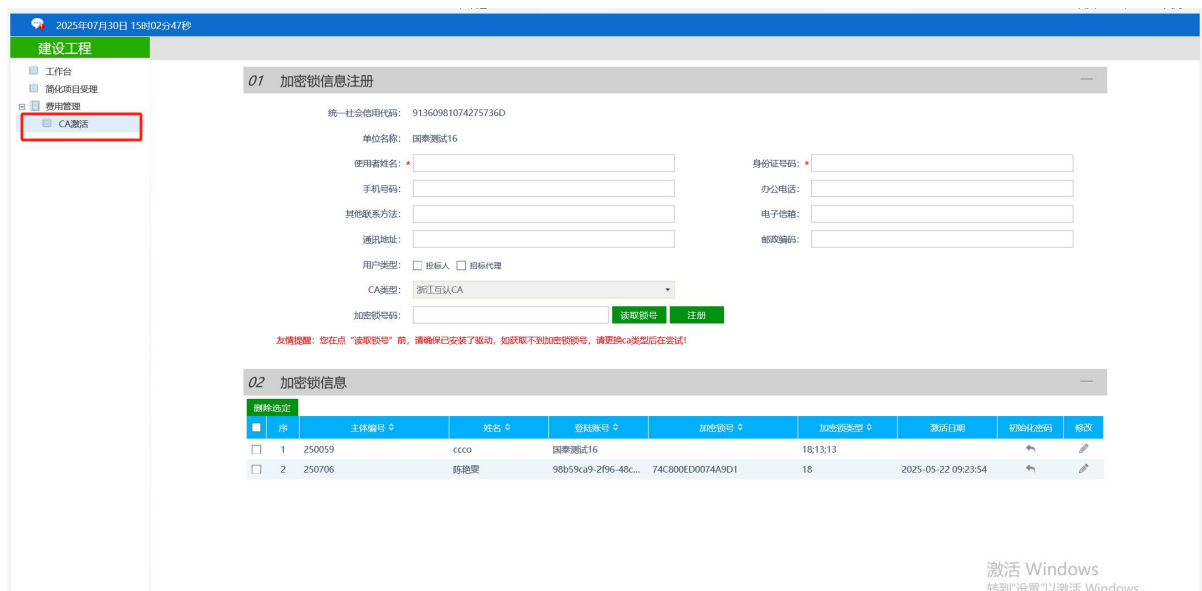 2025年07月30日 15时02分47秒
建设工程
工作台
简化项目受理
费用管理
CA激活
01 加密锁信息注册
统一社会信用代码： 91360981074275736D
单位名称： 国泰测试16
使用者姓名：* 身份证号码：*
手机号码： 办公电话：
其他联系方法： 电子信箱：
通讯地址： 邮政编码：
用户类型： 投标人 招标代理
CA类型： 浙江互认CA
加密锁号码： 读取锁号 注册
友情提醒：您在点“读取锁号”前，请确保已安装了驱动，如获取不到加密锁锁号，请更换ca类型后在尝试！
02 加密锁信息
删除选定
序 主体编号 姓名 登陆账号 加密锁号 加密锁类型 激活日期 初始化密码 修改
1 250059 cccc 国泰测试16 18;13;13
2 250706 陈艳雯 98b59ca9-2f96-48c... 74C800ED0074A9D1 18 2025-05-22 09:23:54
激活 Windows
转到"设置"以激活 Windows